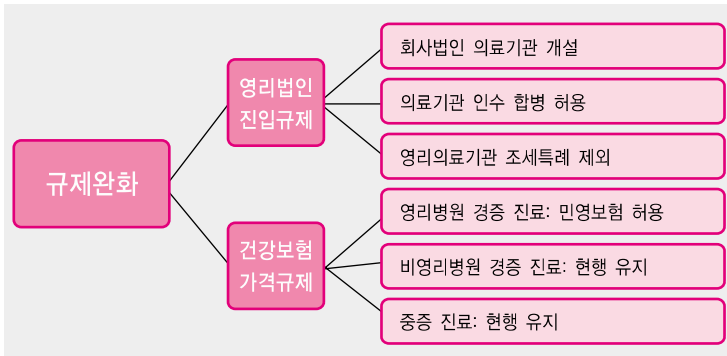 규제완화
영리법인
진입규제
회사법인 의료기관 개설
의료기관 인수 합병 허용
영리의료기관 조세특례 제외
건강보험
가격규제
영리병원 경증 진료: 민영보험 허용
비영리병원 경증 진료: 현행 유지
중증 진료: 현행 유지